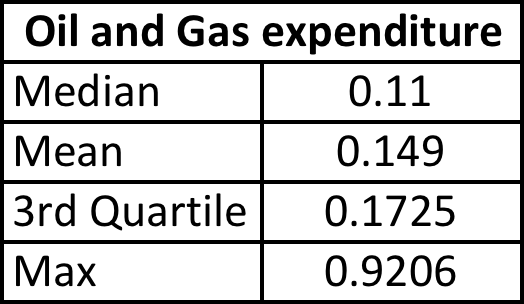 Oil and Gas expenditure
Median 0.11
Mean 0.149
3rd Quartile 0.1725
Max 0.9206